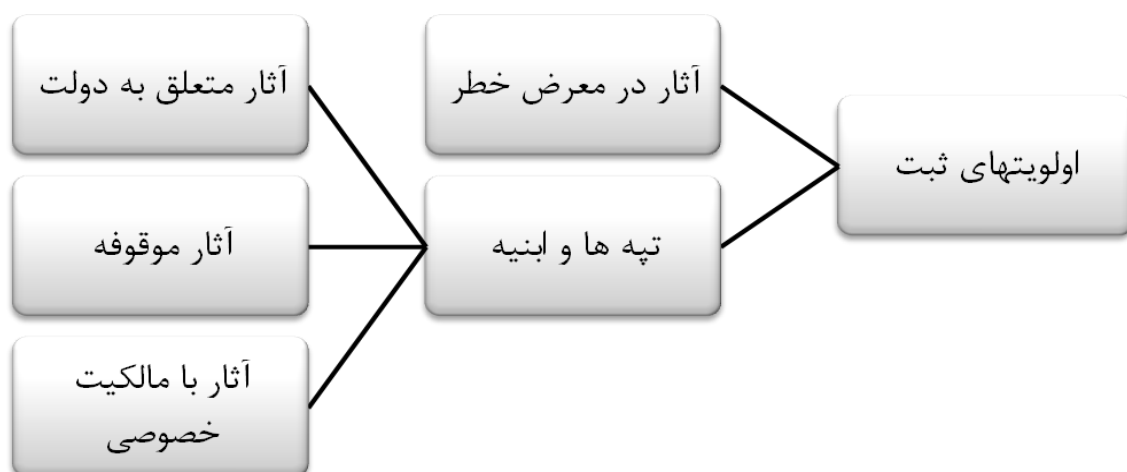 اولویتهای ثبت
آثار در معرض خطر
تپه ها و ابنیه
آثار متعلق به دولت
آثار موقوفه
آثار با مالکیت
خصوصی